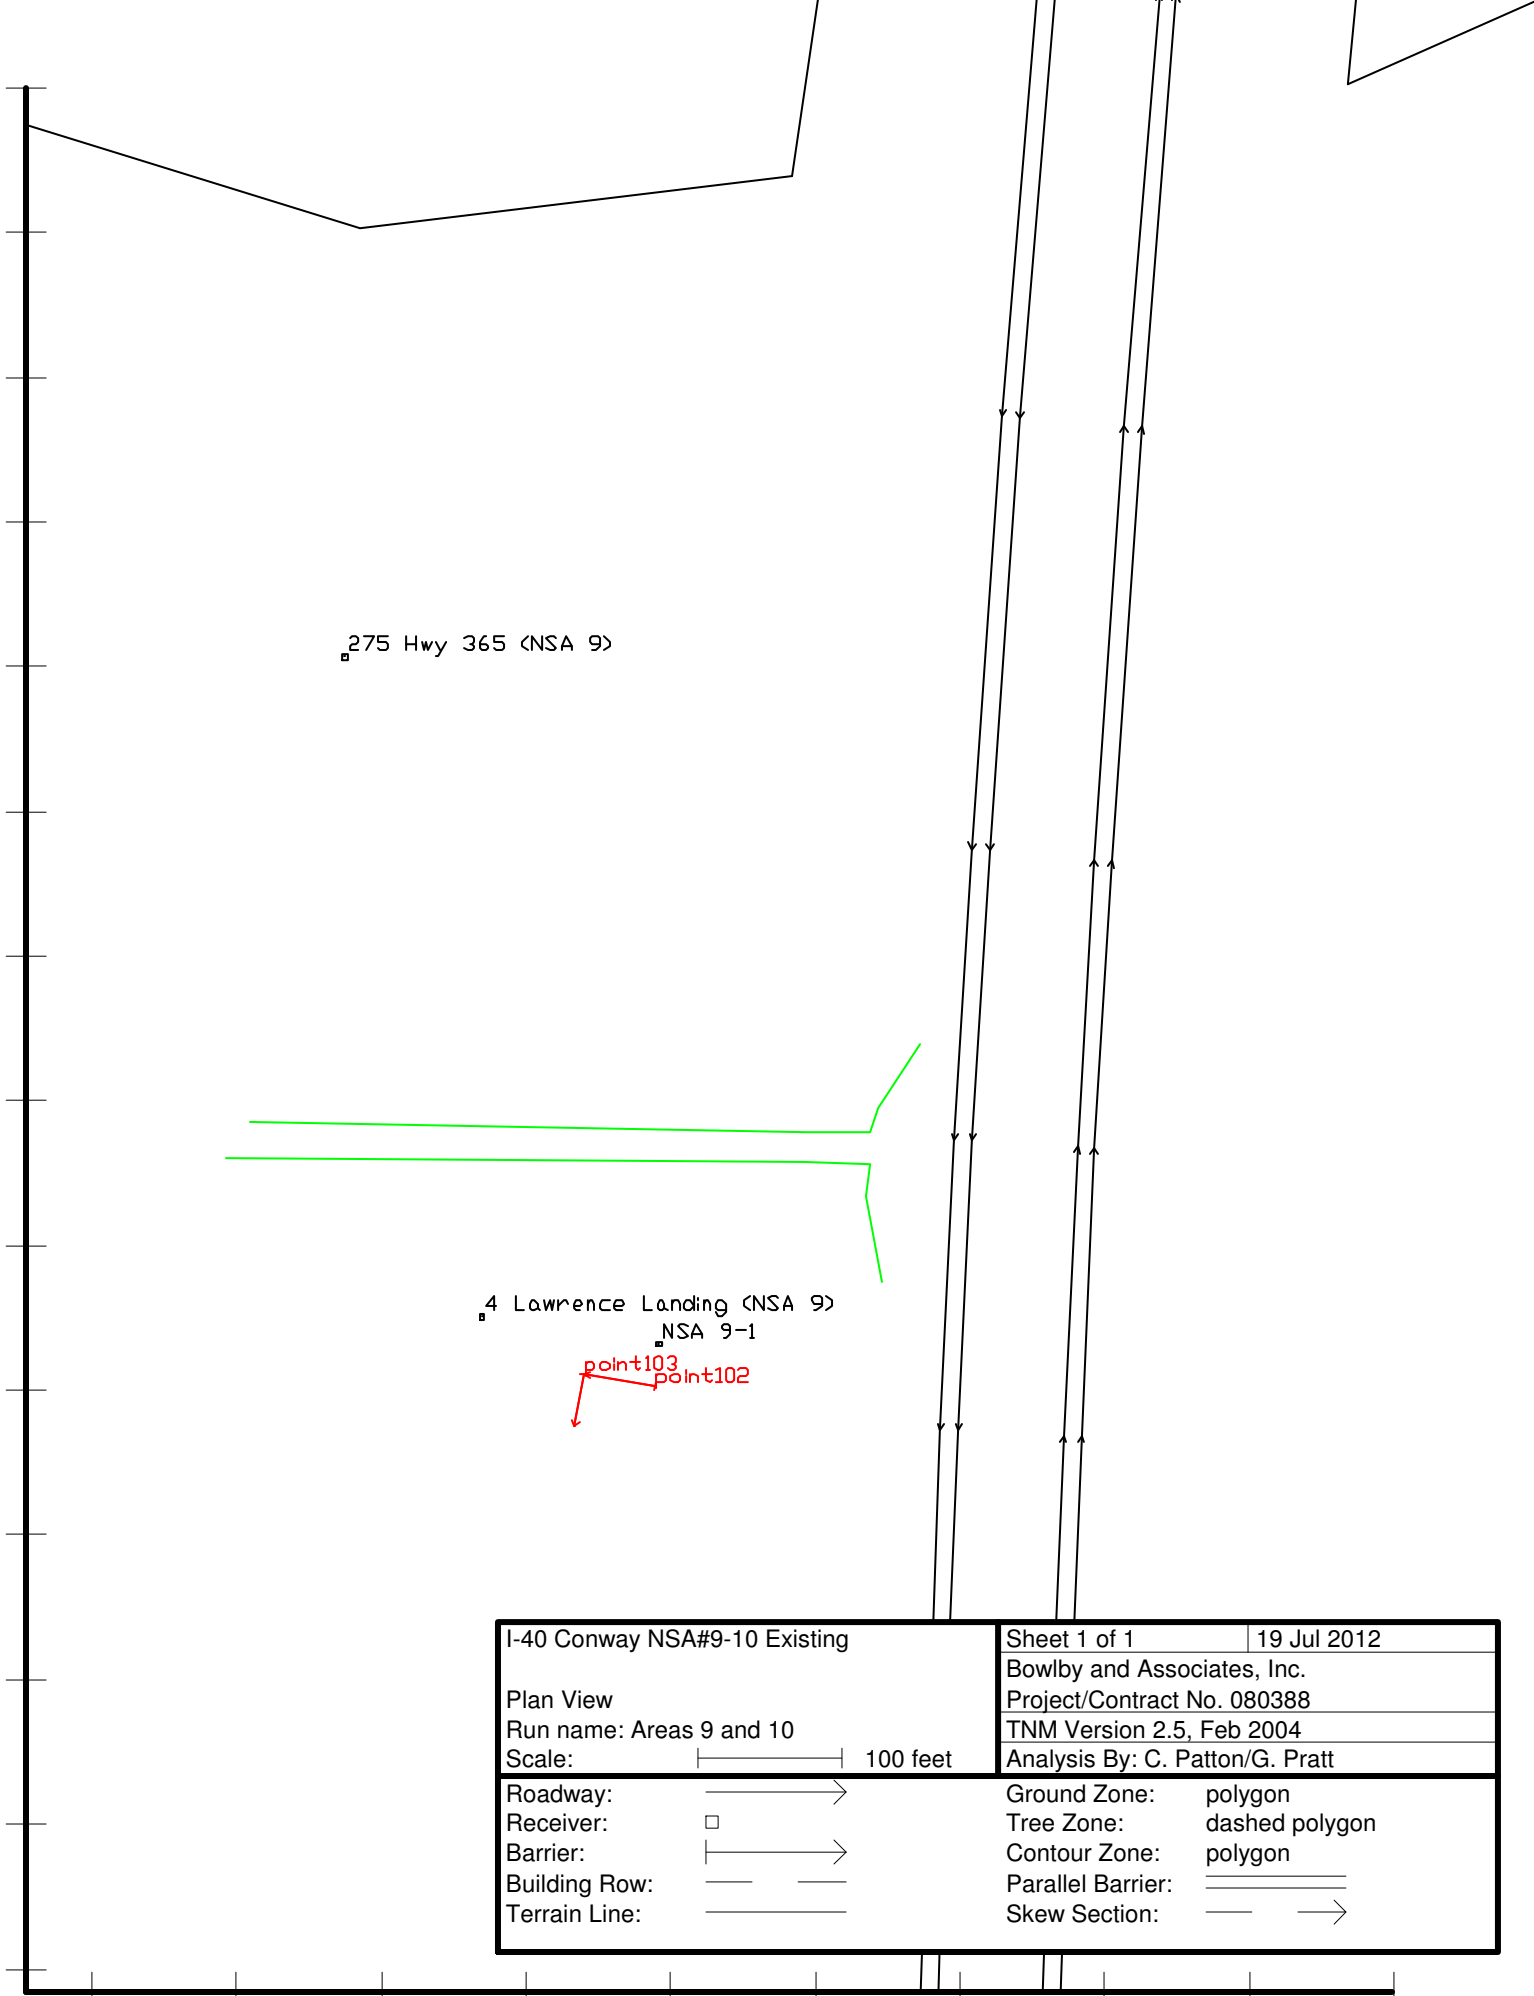 275 Hwy 365 (NSA 9)
4 Lawrence Landing (NSA 9)
NSA 9-1
point103
point102
I-40 Conway NSA#9-10 Existing
Plan View
Run name: Areas 9 and 10
Scale: 100 feet
Sheet 1 of 1 19 Jul 2012
Bowlby and Associates, Inc.
Project/Contract No. 080388
TNM Version 2.5, Feb 2004
Analysis By: C. Patton/G. Pratt
Roadway:
Receiver:
Barrier:
Building Row:
Terrain Line:
Ground Zone: polygon
Tree Zone: dashed polygon
Contour Zone: polygon
Parallel Barrier:
Skew Section: